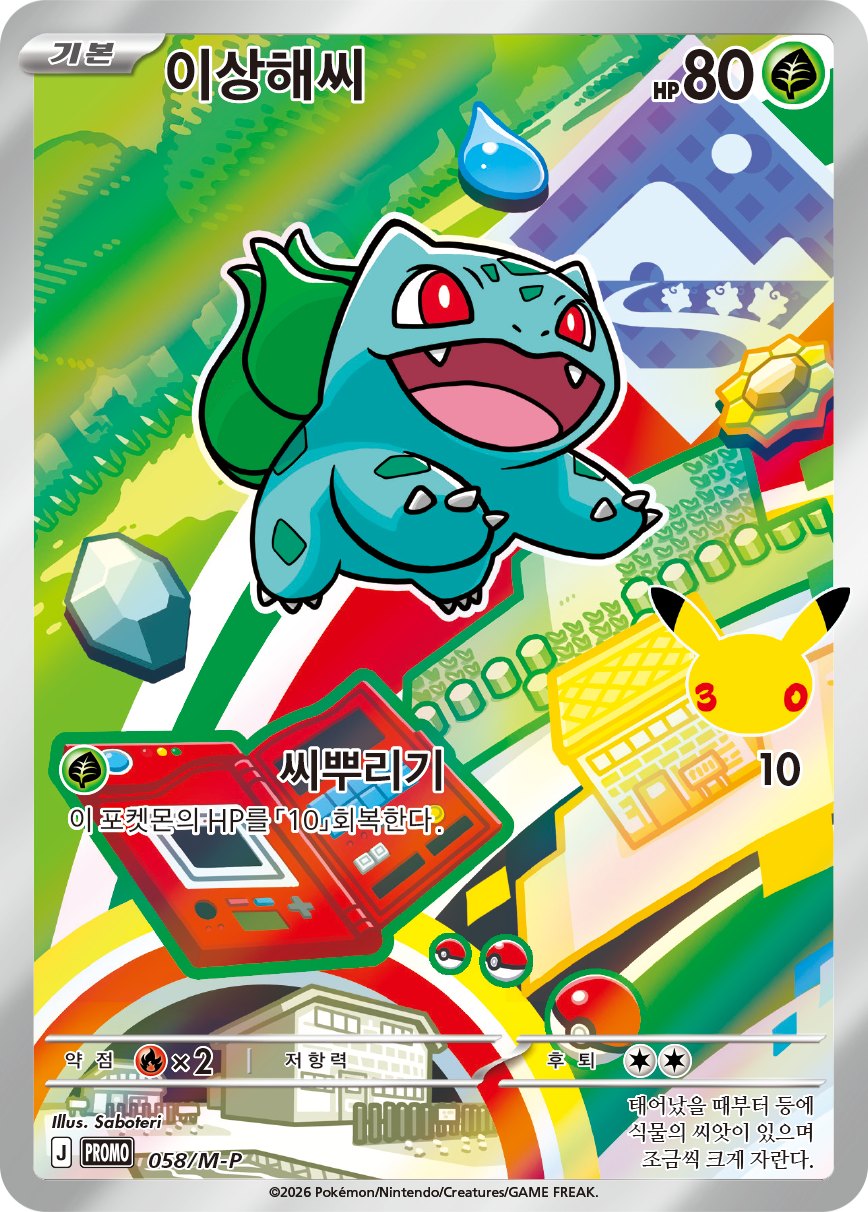 기본 이상해씨 HP 80
30
씨뿌리기 10
이 포켓몬의 HP를 「10」 회복한다.
약점 ×2 저항력 후퇴
Illus. Saboteri
태어났을 때부터 등에
식물의 씨앗이 있으며
조금씩 크게 자란다.
J PROMO 058/M-P
©2026 Pokémon/Nintendo/Creatures/GAME FREAK.